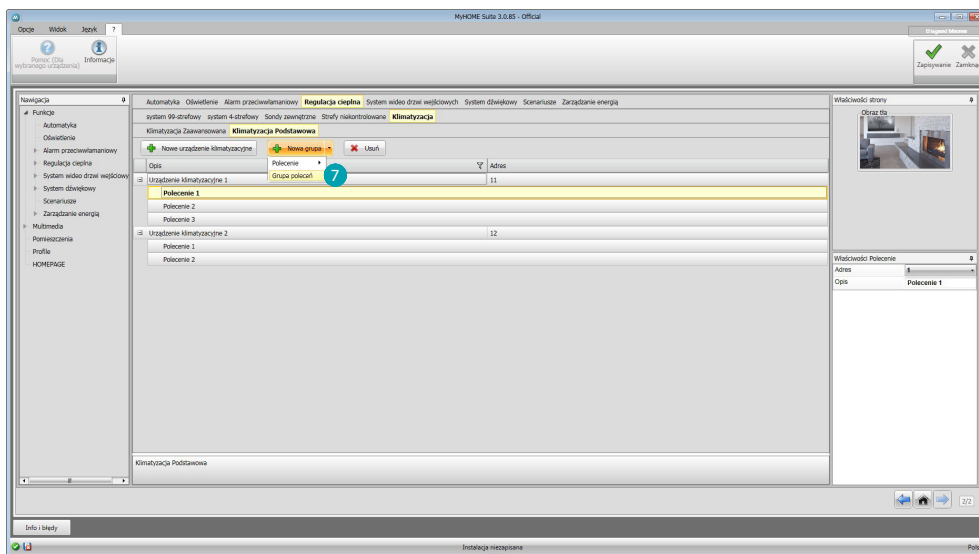 MyHOME Suite 3.0.85 - Official
Opcje Widok Język ?
Pomoc (Dla wybranego urządzenia)
Informacje
Zapisywanie
Nawigacja
Funkcje
Automatyka
Oświetlenie
Alarm przeciwwłamaniowy
Regulacja cieplna
System wideo drzwi wejściowy
System dźwiękowy
Scenariusze
Zarządzanie energią
Multimedia
Pomieszczenia
Profile
HOMEPAGE
Automatyka Oświetlenie Alarm przeciwwłamaniowy Regulacja cieplna System wideo drzwi wejściowych System dźwiękowy Scenariusze Zarządzanie energią
system 99-strefowy system 4-strefowy Sondy zewnętrzne Strefy niekontrolowane Klimatyzacja
Klimatyzacja Zaawansowana Klimatyzacja Podstawowa
Nowe urządzenie klimatyzacyjne Nowa grupa Usuń
Polecenie
Grupa poleceń
7
Opis Adres
Urządzenie klimatyzacyjne 1 11
Polecenie 1
Polecenie 2
Polecenie 3
Urządzenie klimatyzacyjne 2 12
Polecenie 1
Polecenie 2
Klimatyzacja Podstawowa
Właściwości strony
Obraz tła
Właściwości Polecenie
Adres 1
Opis Polecenie 1
2/2
Info i błędy
Instalacja niezapisana